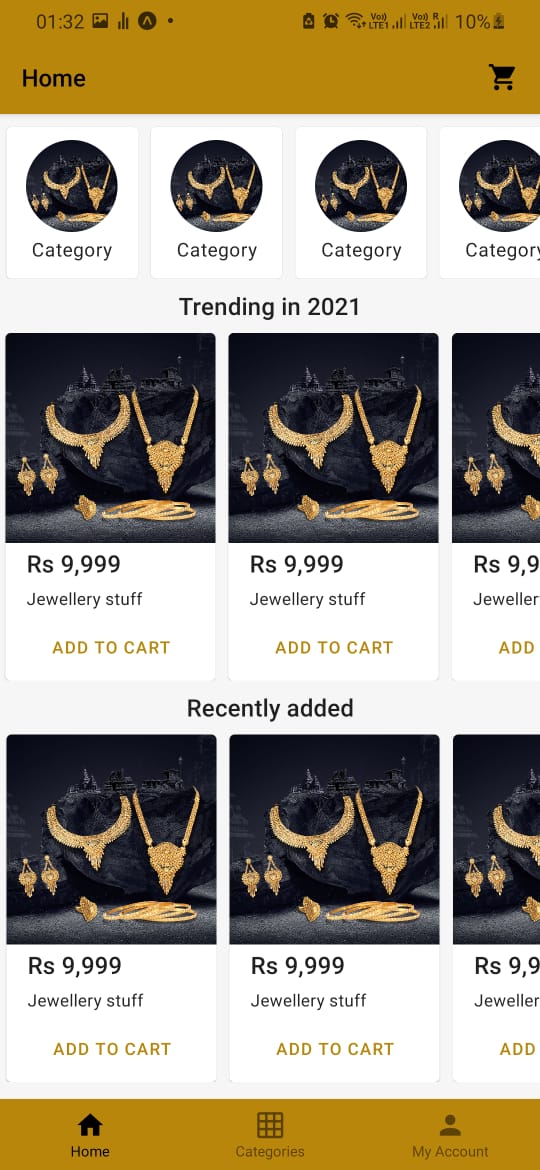 01:32 Vo) LTE1 Vo) R LTE2 10%
Home
Category Category Category Category
Trending in 2021
Rs 9,999 Rs 9,999 Rs 9,9
Jewellery stuff Jewellery stuff Jeweller
ADD TO CART ADD TO CART ADD
Recently added
Rs 9,999 Rs 9,999 Rs 9,9
Jewellery stuff Jewellery stuff Jeweller
ADD TO CART ADD TO CART ADD
Home Categories My Account